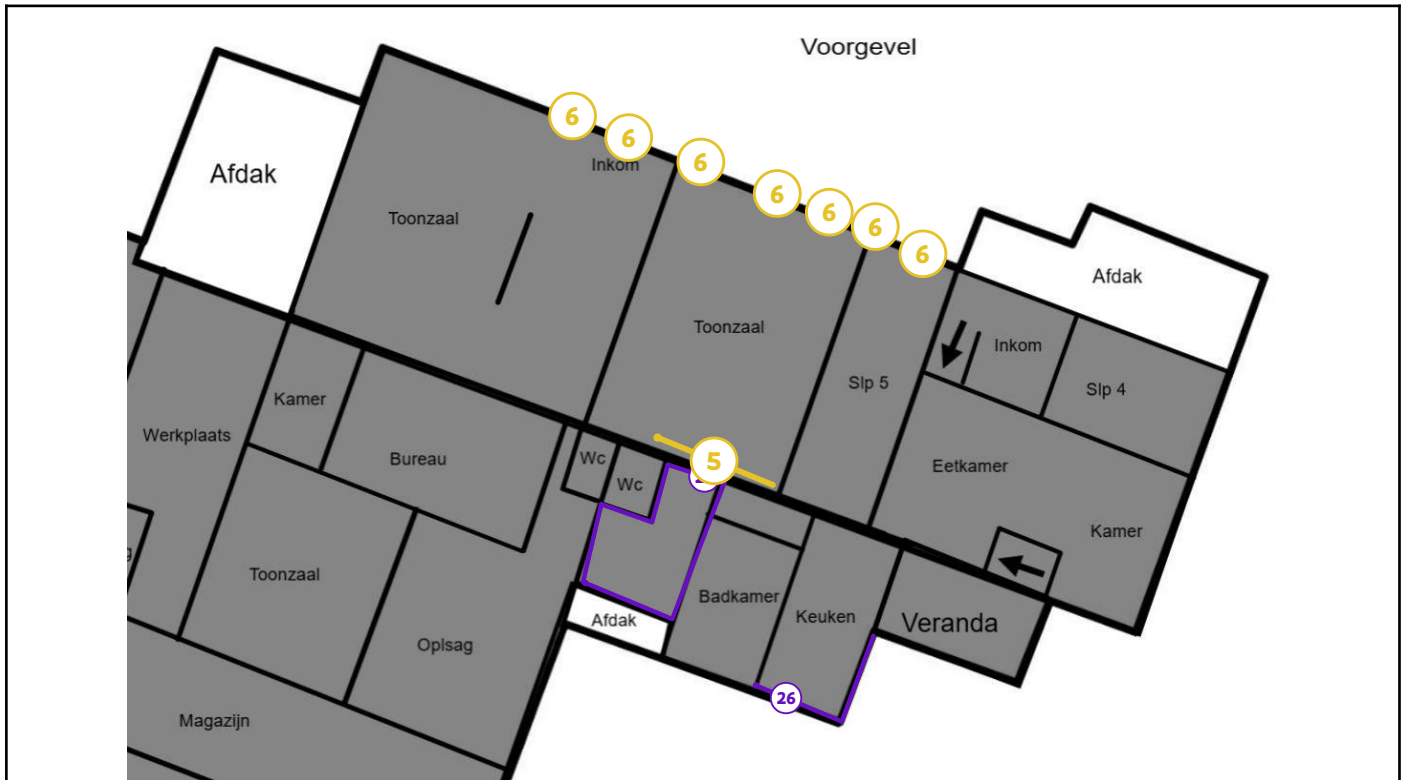 Voorgevel
6
6
6
6
6
6
6
Afdak
Inkom
Toonzaal
Afdak
Toonzaal
Inkom
Slp 5
Slp 4
Kamer
Werkplaats
Bureau
Wc
Wc
5
Eetkamer
Kamer
Toonzaal
Badkamer
Keuken
Afdak
Veranda
Oplsag
26
Magazijn